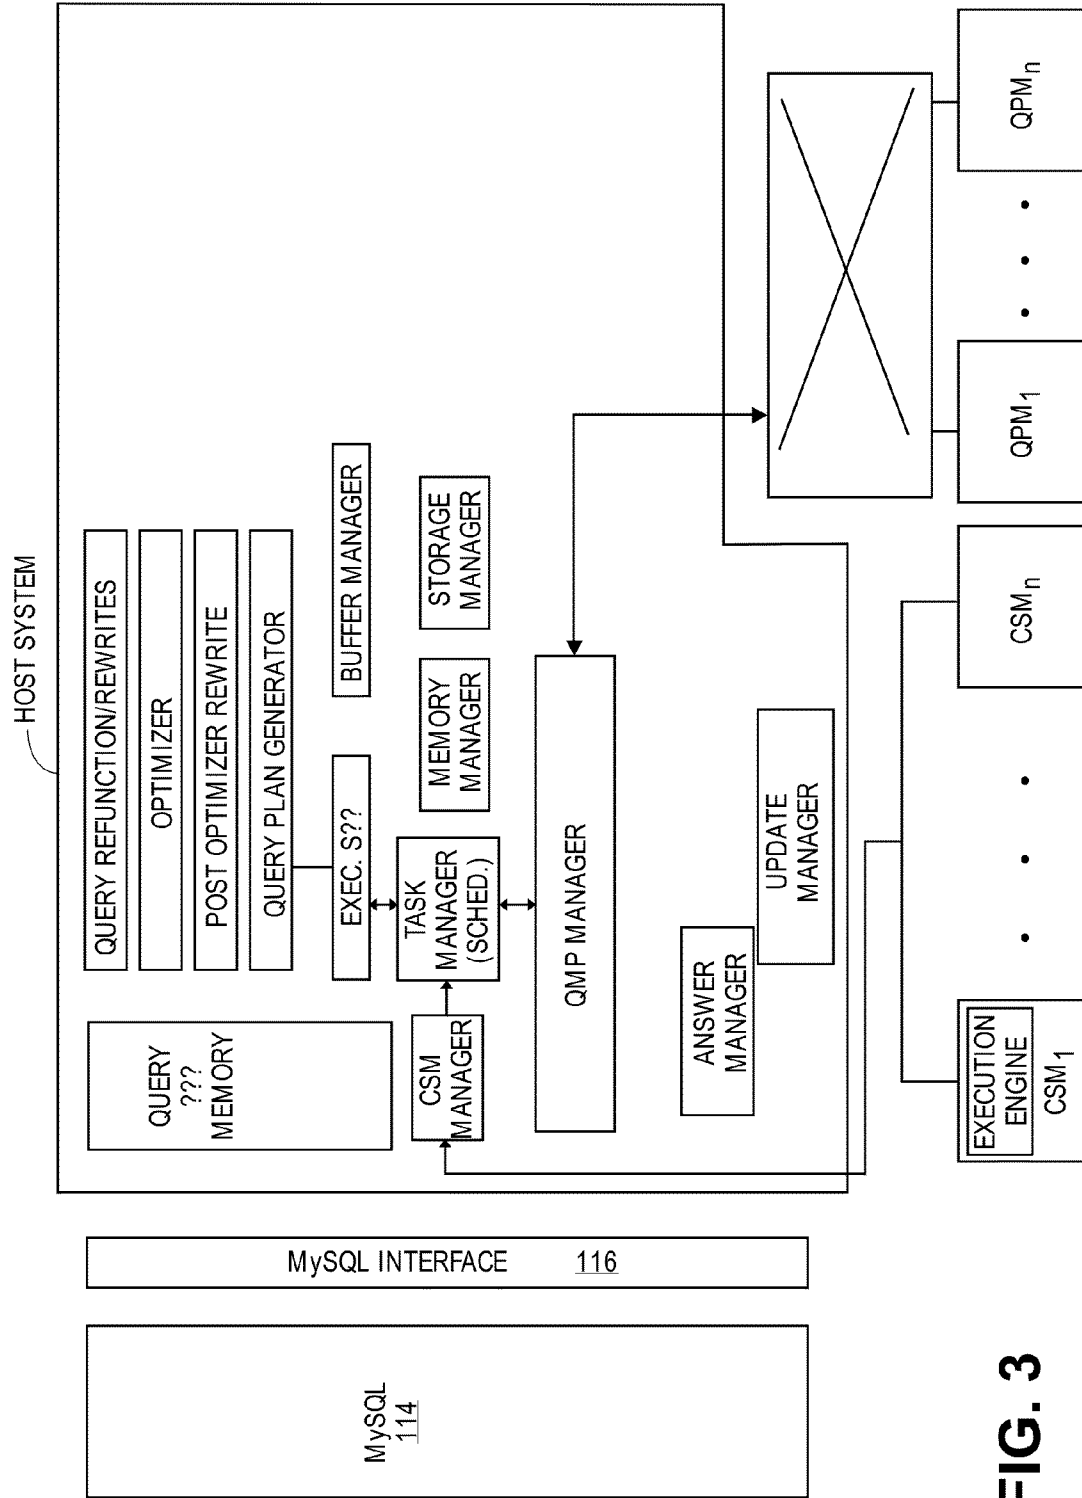 HOST SYSTEM
QUERY REFUNCTION/REWRITES
OPTIMIZER
POST OPTIMIZER REWRITE
QUERY PLAN GENERATOR
QUERY
???
MEMORY
EXEC. S??
BUFFER MANAGER
CSM
MANAGER
TASK
MANAGER
(SCHED.)
MEMORY
MANAGER
STORAGE
MANAGER
QMP MANAGER
ANSWER
MANAGER
UPDATE
MANAGER
MySQL INTERFACE 116
MySQL
114
EXECUTION
ENGINE
CSM1
CSMn
QPM1
QPMn
FIG. 3